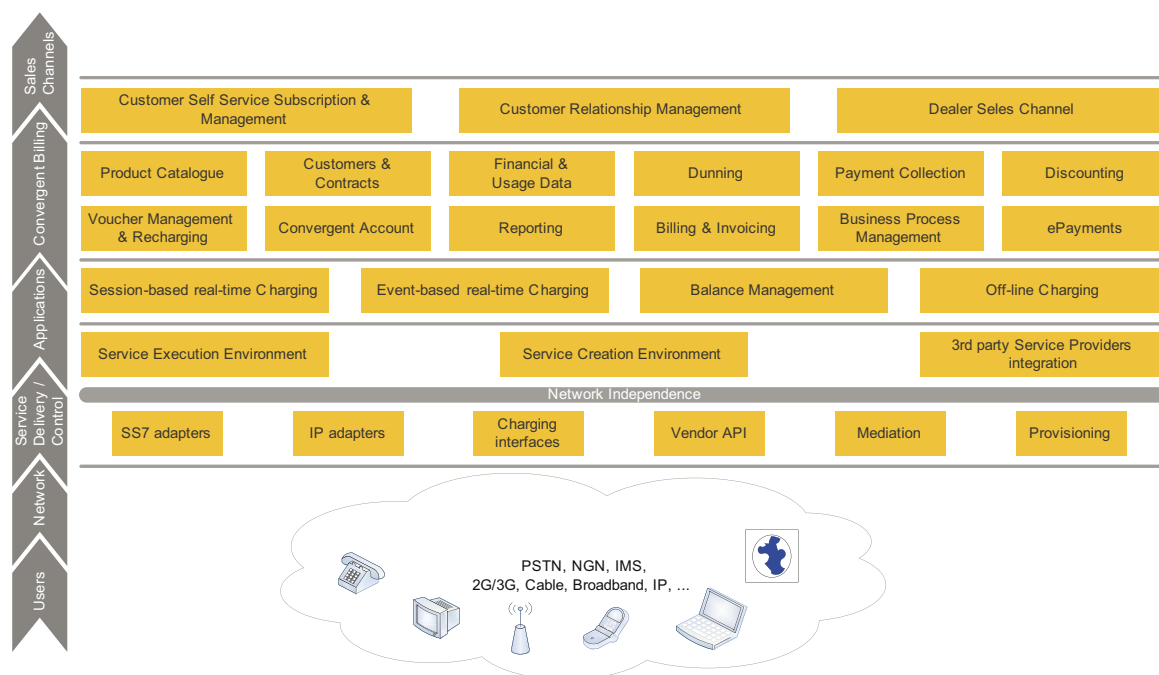 Sales
Channels
Customer Self Service Subscription &
Management
Customer Relationship Management
Dealer Sales Channel
Convergent Billing
Product Catalogue
Customers &
Contracts
Financial &
Usage Data
Dunning
Payment Collection
Discounting
Voucher Management
& Recharging
Convergent Account
Reporting
Billing & Invoicing
Business Process
Management
ePayments
Applications
Session-based real-time Charging
Event-based real-time Charging
Balance Management
Off-line Charging
Service Execution Environment
Service Creation Environment
3rd party Service Providers
integration
Service
Delivery /
Control
Network Independence
SS7 adapters
IP adapters
Charging
interfaces
Vendor API
Mediation
Provisioning
Network
Users
PSTN, NGN, IMS,
2G/3G, Cable, Broadband, IP, ...